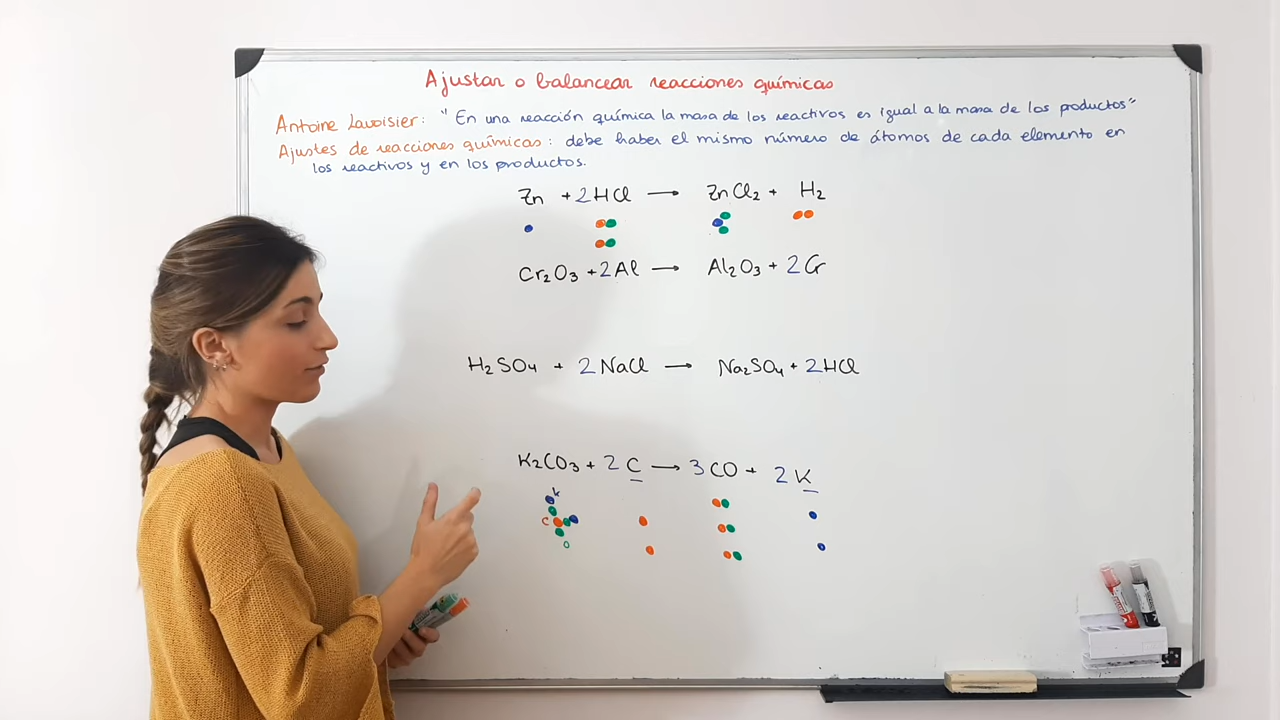 Ajustar o balancear reacciones químicas
Antoine Lavoisier: "En una reacción química la masa de los reactivos es igual a la masa de los productos"
Ajustes de reacciones químicas: debe haber el mismo número de átomos de cada elemento en
los reactivos y en los productos.
Zn + 2HCl → ZnCl₂ + H₂
Cr₂O₃ + 2Al → Al₂O₃ + 2Cr
H₂SO₄ + 2NaCl → Na₂SO₄ + 2HCl
K₂CO₃ + 2C → 3CO + 2K
K
C
O